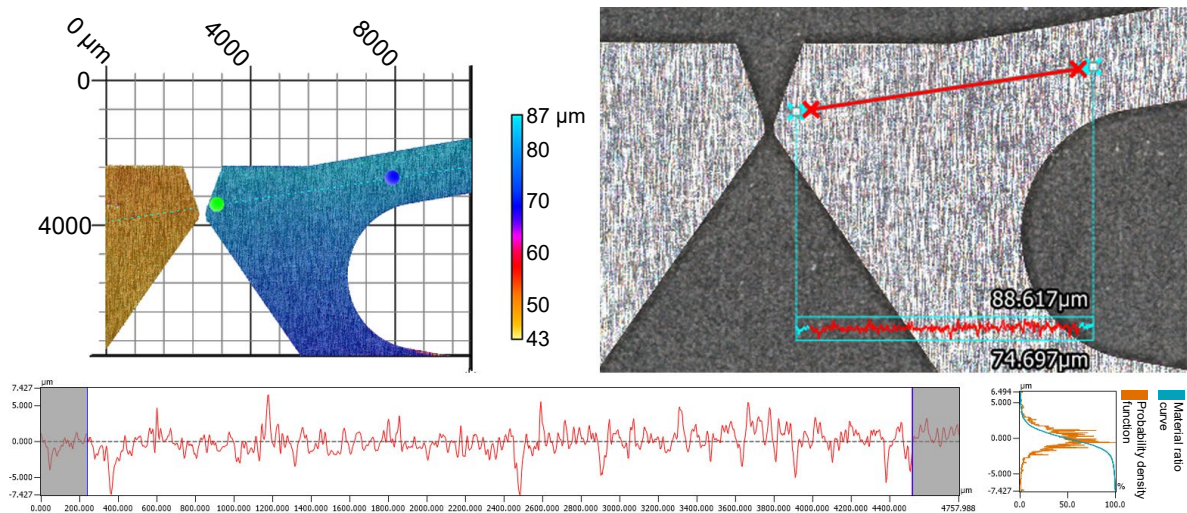 0 µm
4000
8000
0
4000
87 µm
80
70
60
50
43
88.617µm
74.697µm
µm
7.427
5.000
0.000
-5.000
-7.427
0.000 200.000 400.000 600.000 800.000 1000.000 1200.000 1400.000 1600.000 1800.000 2000.000 2200.000 2400.000 2600.000 2800.000 3000.000 3200.000 3400.000 3600.000 3800.000 4000.000 4200.000 4400.000 4757.988
µm
µm
6.494
5.000
0.000
-5.000
-7.427
%
0.0 50.0 100.0
Probability density
function
Material ratio
curve